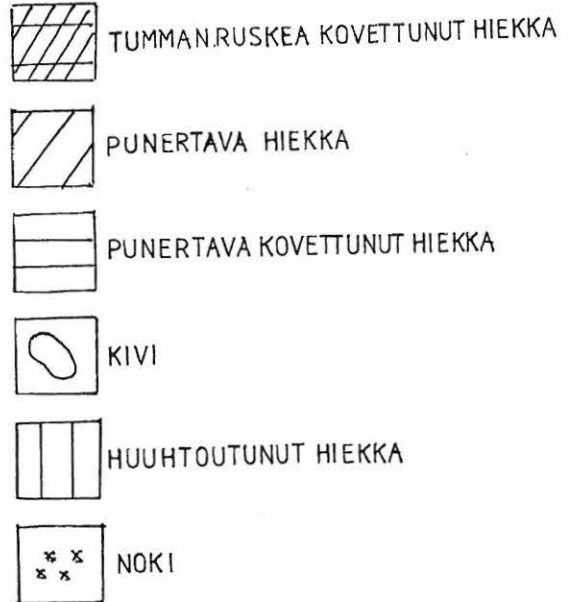 TUMMAN.RUSKEA KOVETTUNUT HIEKKA
PUNERTAVA HIEKKA
PUNERTAVA KOVETTUNUT HIEKKA
KIVI
HUUHTOUTUNUT HIEKKA
NOKI